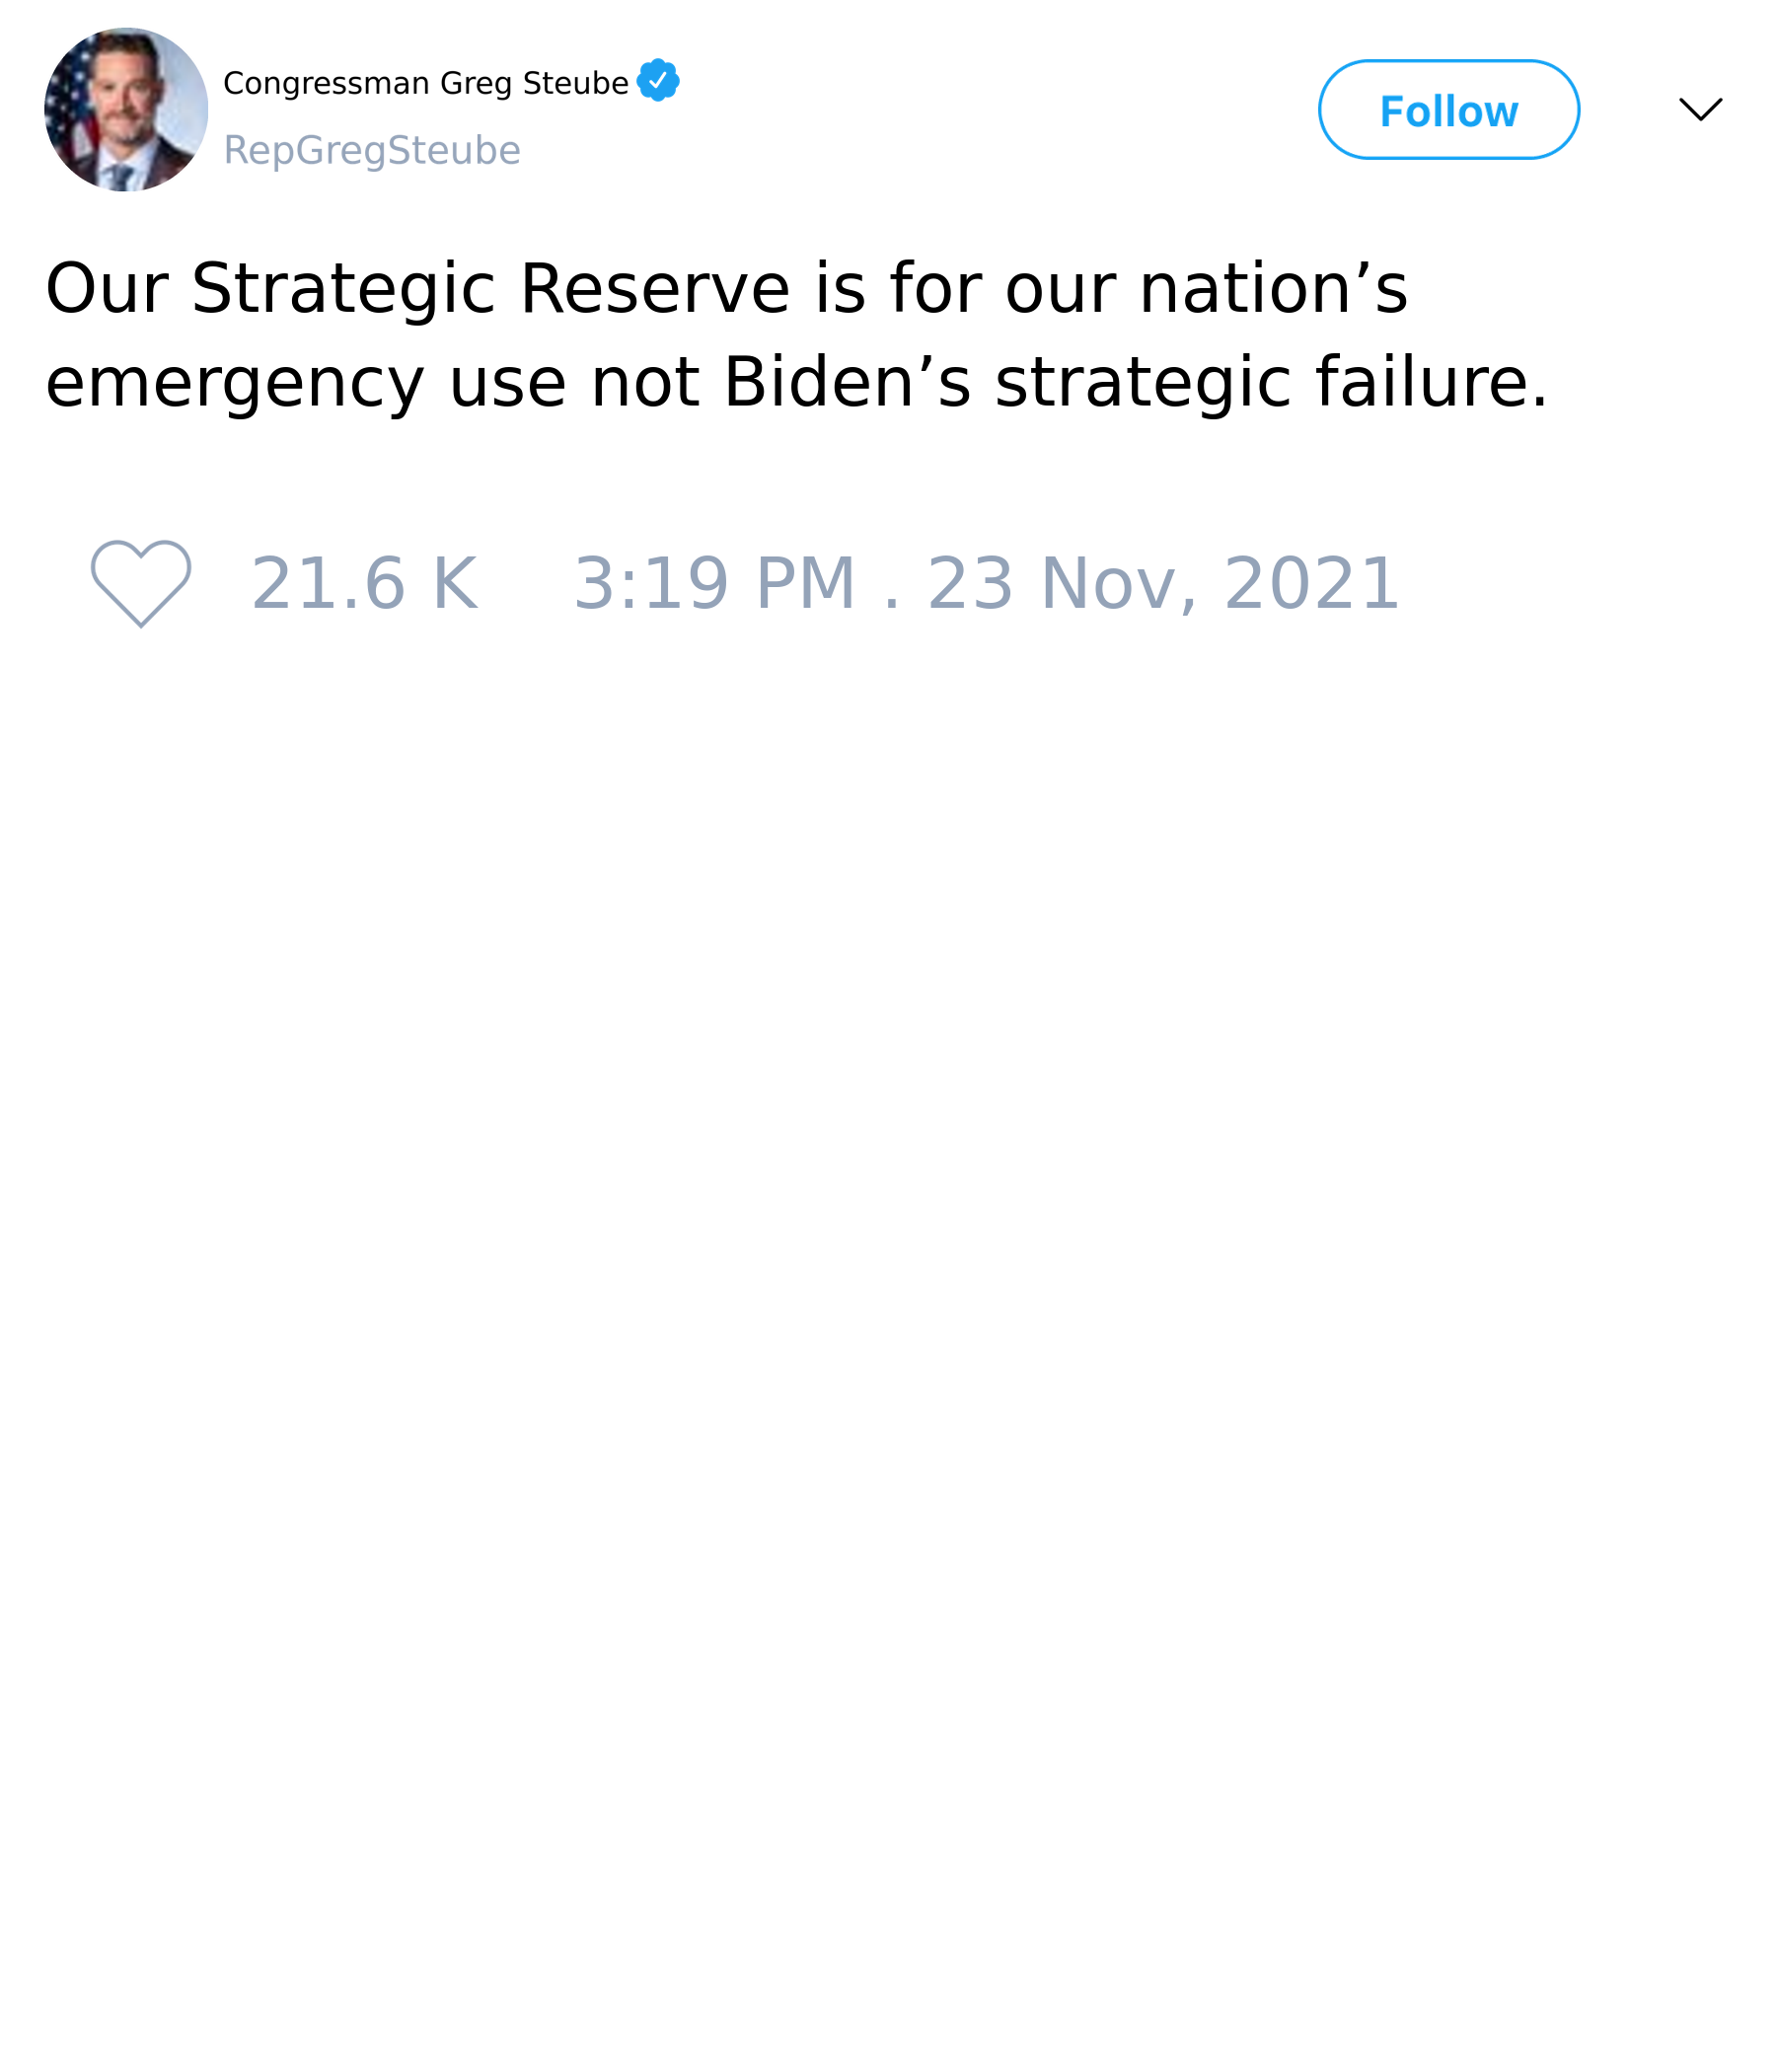 Congressman Greg Steube
RepGregSteube
Follow
Our Strategic Reserve is for our nation’s
emergency use not Biden’s strategic failure.
21.6 K 3:19 PM . 23 Nov, 2021